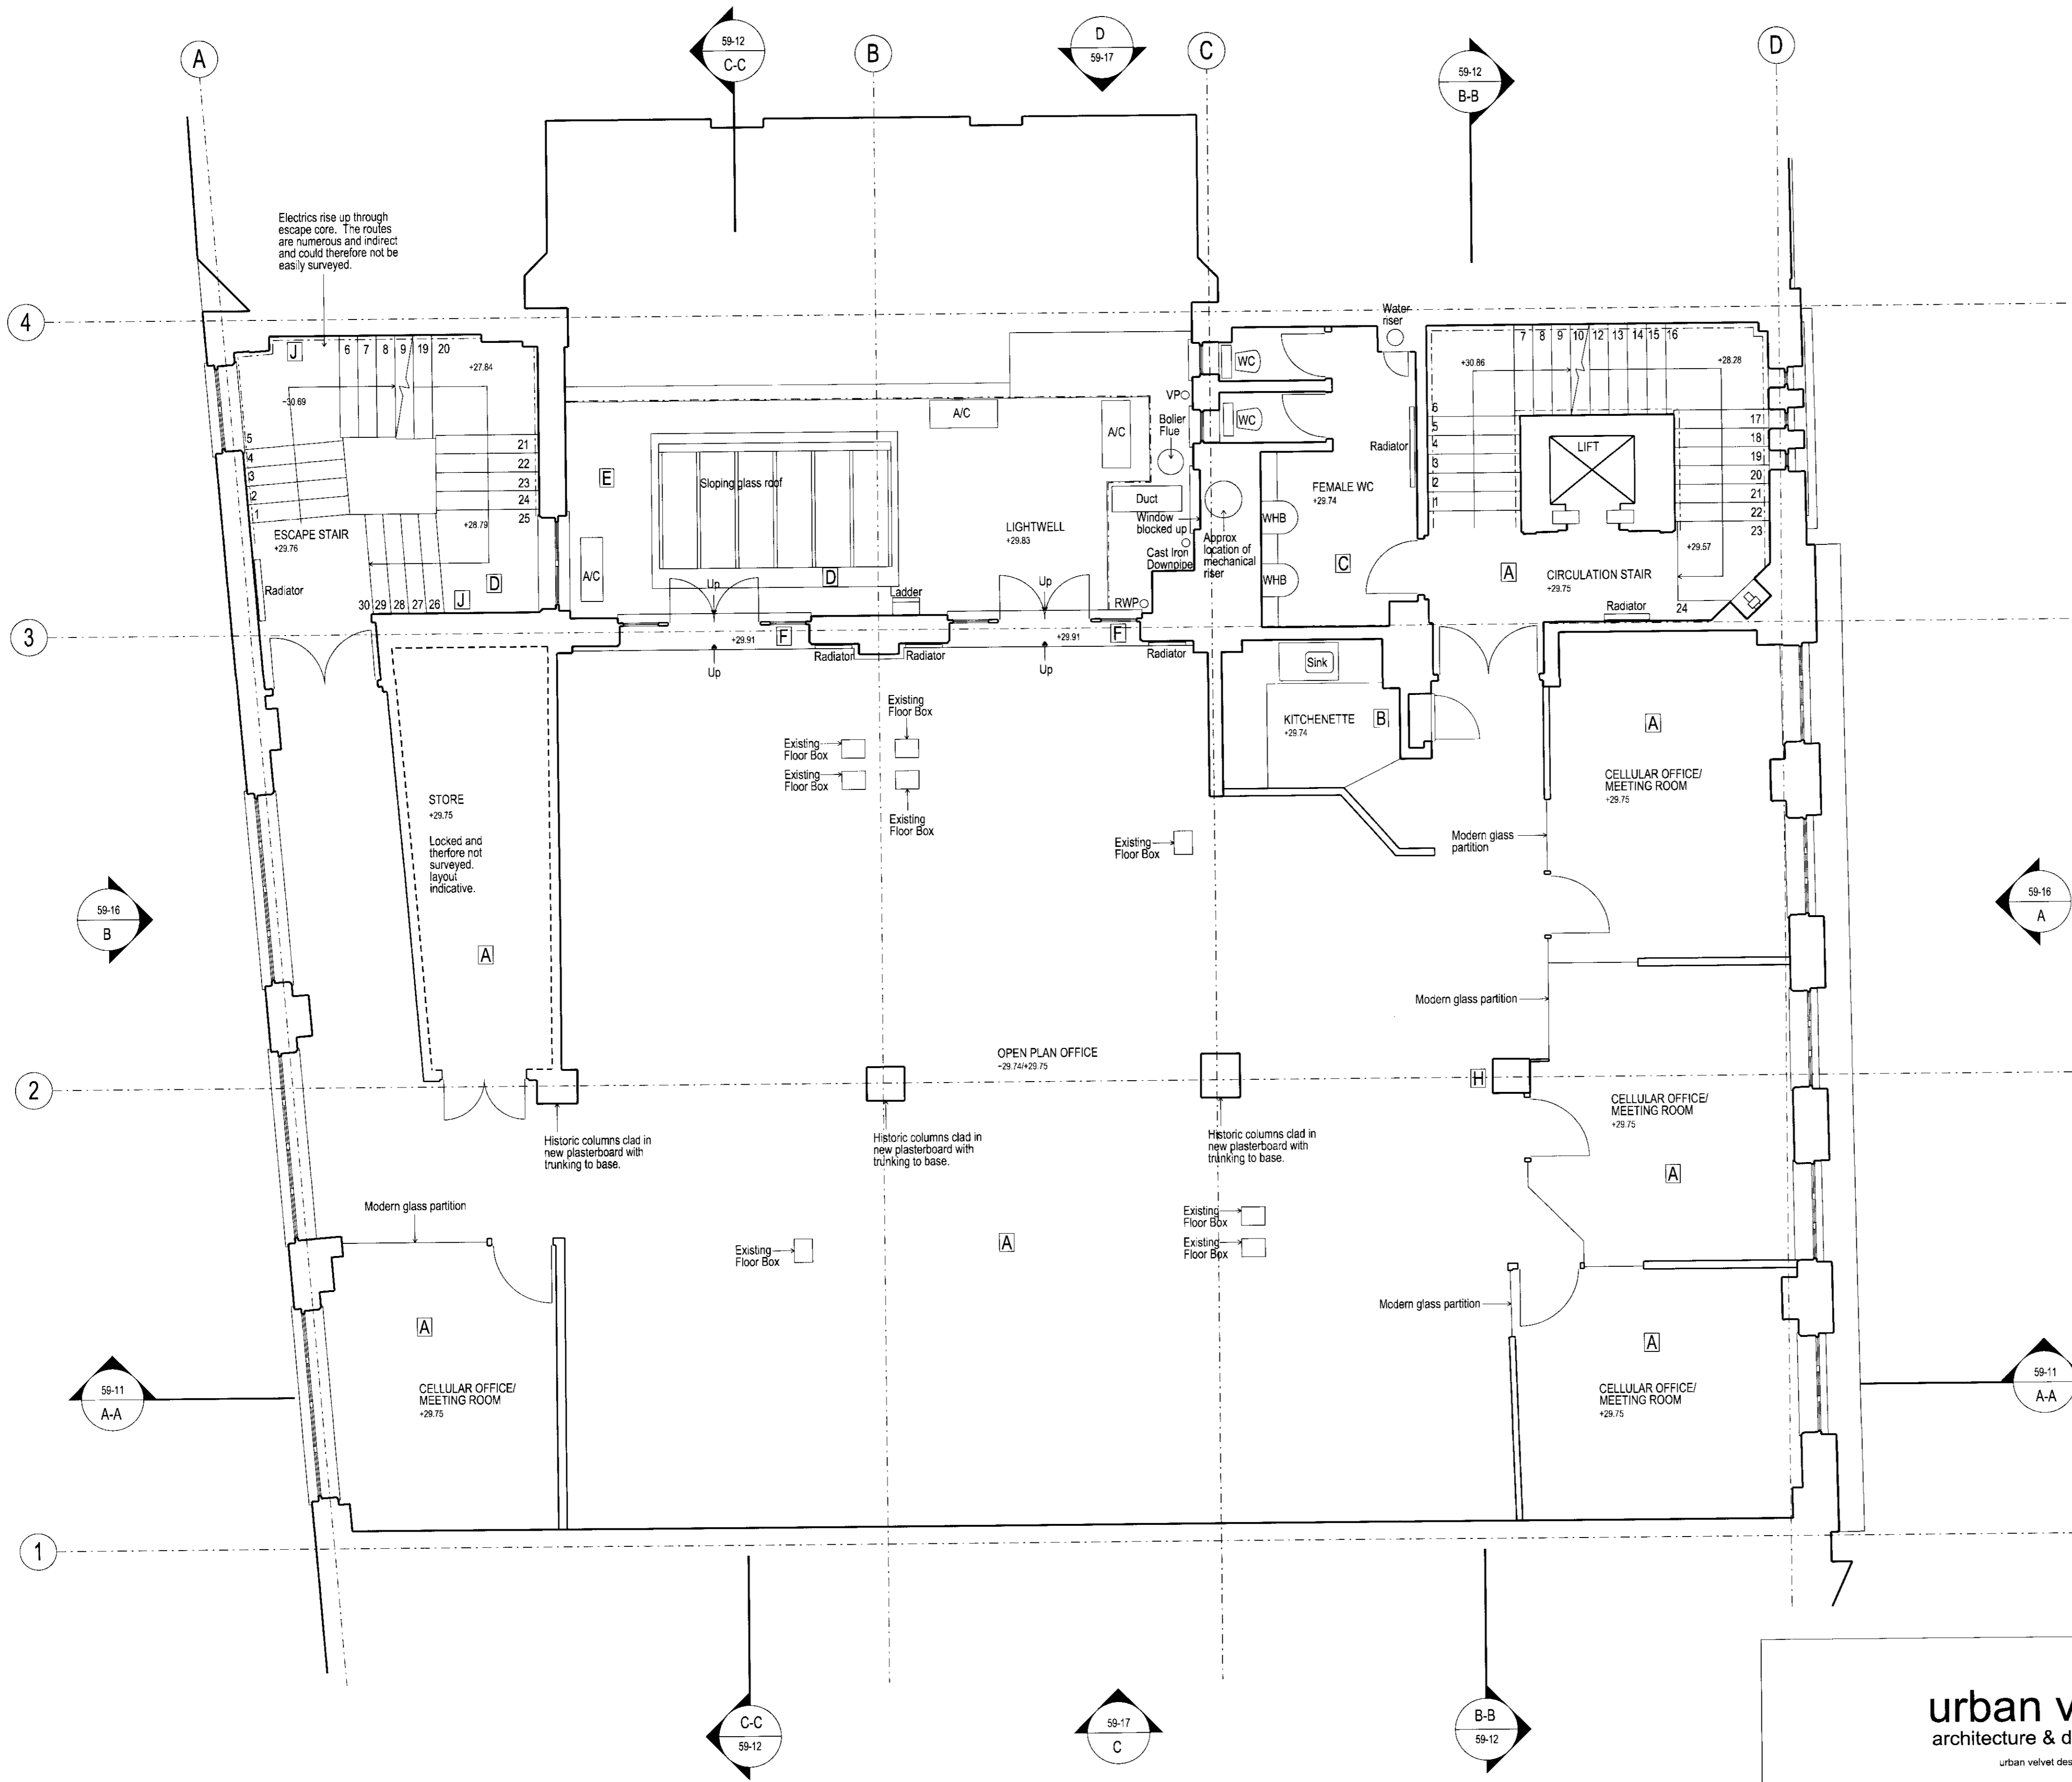 A
59-12
C-C
B
D
59-17
C
59-12
B-B
D
Electrics rise up through
escape core. The routes
are numerous and indirect
and could therefore not be
easily surveyed.
4
Water
riser
J
6 7 8 9 19 20
+27.84
+30.69
5
4
3
2
1
21
22
23
24
25
+28.79
ESCAPE STAIR
+29.76
Radiator
D
J
30 29 28 27 26
E
A/C
Sloping glass roof
D
A/C
A/C
LIGHTWELL
+29.83
VP
Boiler
Flue
Duct
Window
blocked up
Cast Iron
Downpipe
RWP
Approx
location of
mechanical
riser
Up
Up
Ladder
WC
WC
WHB
WHB
Radiator
FEMALE WC
+29.74
C
7 8 9 10 12 13 14 15 16
+30.86
+28.28
6
5
4
3
2
1
LIFT
17
18
19
20
21
22
23
+29.57
A
CIRCULATION STAIR
+29.75
Radiator
24
3
+29.91
F
+29.91
F
Up
Radiator
Radiator
Up
Radiator
Sink
KITCHENETTE
+29.74
B
Existing
Floor Box
Existing
Floor Box
Existing
Floor Box
Existing
Floor Box
Existing
Floor Box
A
CELLULAR OFFICE/
MEETING ROOM
+29.75
Modern glass
partition
STORE
+29.75
Locked and
therfore not
surveyed.
layout
indicative.
A
59-16
B
59-16
A
Modern glass partition
OPEN PLAN OFFICE
+29.74/+29.75
2
H
CELLULAR OFFICE/
MEETING ROOM
+29.75
A
Historic columns clad in
new plasterboard with
trunking to base.
Historic columns clad in
new plasterboard with
trunking to base.
Historic columns clad in
new plasterboard with
trunking to base.
Modern glass partition
Existing
Floor Box
A
Existing
Floor Box
Existing
Floor Box
Modern glass partition
A
A
CELLULAR OFFICE/
MEETING ROOM
+29.75
CELLULAR OFFICE/
MEETING ROOM
+29.75
59-11
A-A
59-11
A-A
1
C-C
59-12
59-17
C
B-B
59-12
urban v
architecture & d
urban velvet des